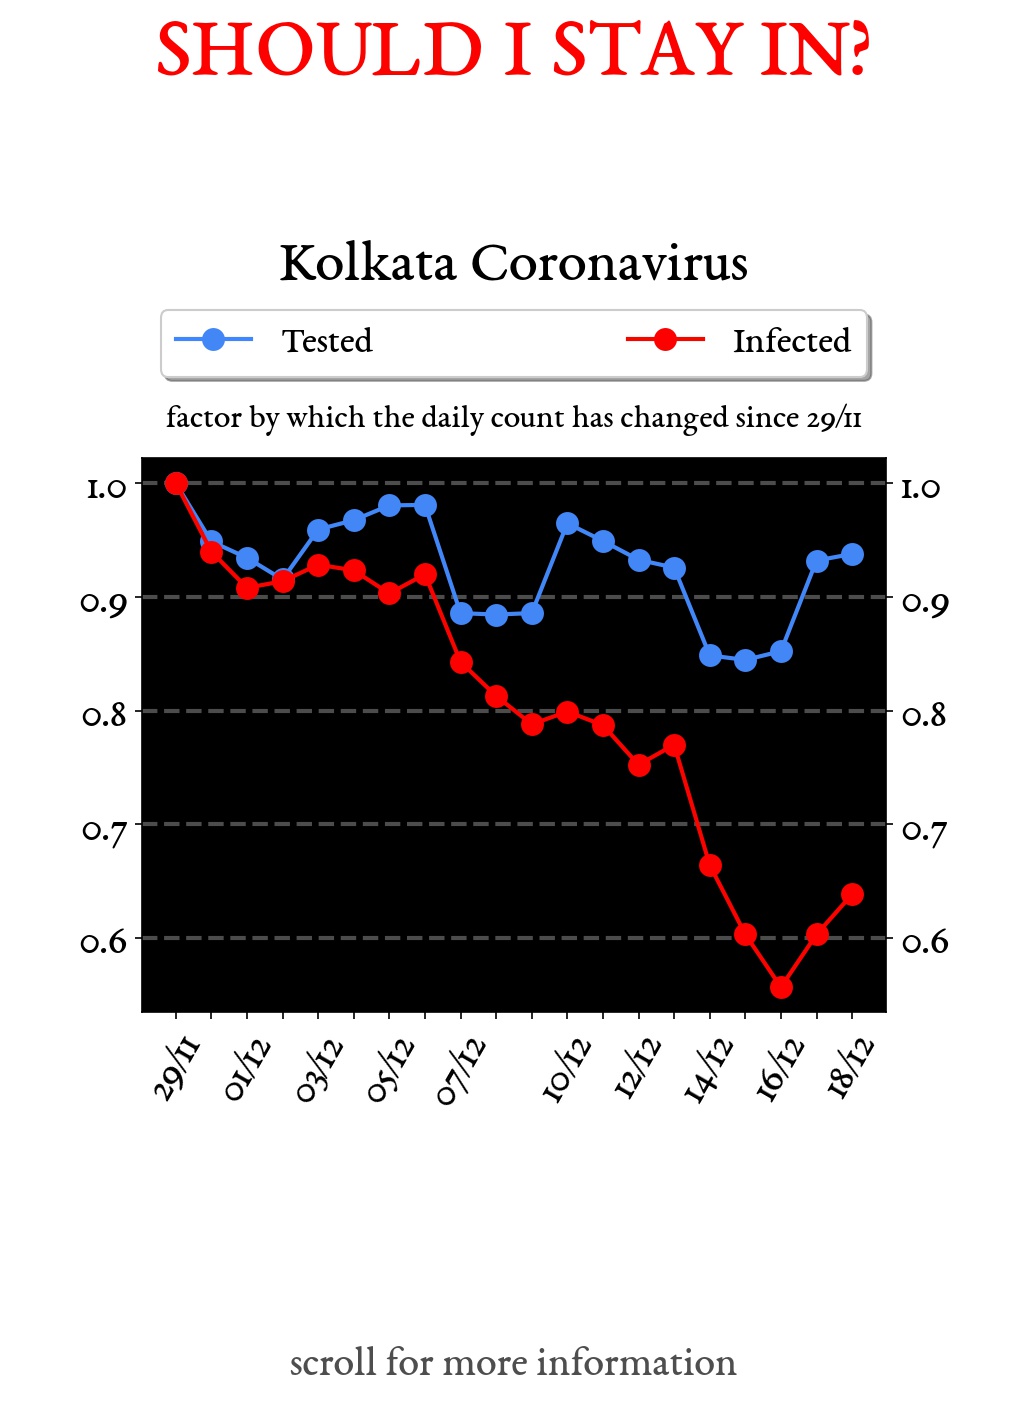 SHOULD I STAY IN?
Kolkata Coronavirus
Tested Infected
factor by which the daily count has changed since 29/11
1.0 1.0
0.9 0.9
0.8 0.8
0.7 0.7
0.6 0.6
29/11 01/12 03/12 05/12 07/12 10/12 12/12 14/12 16/12 18/12
scroll for more information